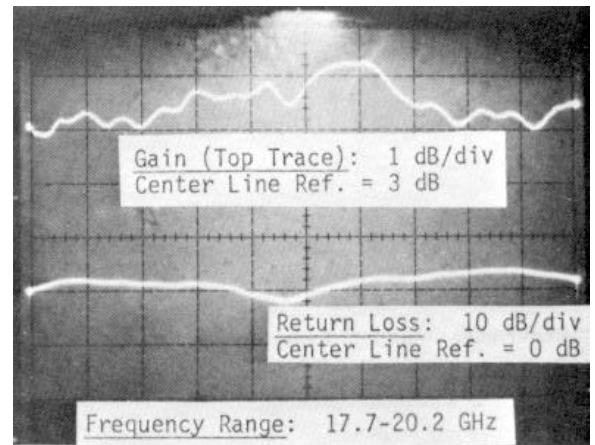 Gain (Top Trace): 1 dB/div
Center Line Ref. = 3 dB
Return Loss: 10 dB/div
Center Line Ref. = 0 dB
Frequency Range: 17.7-20.2 GHz